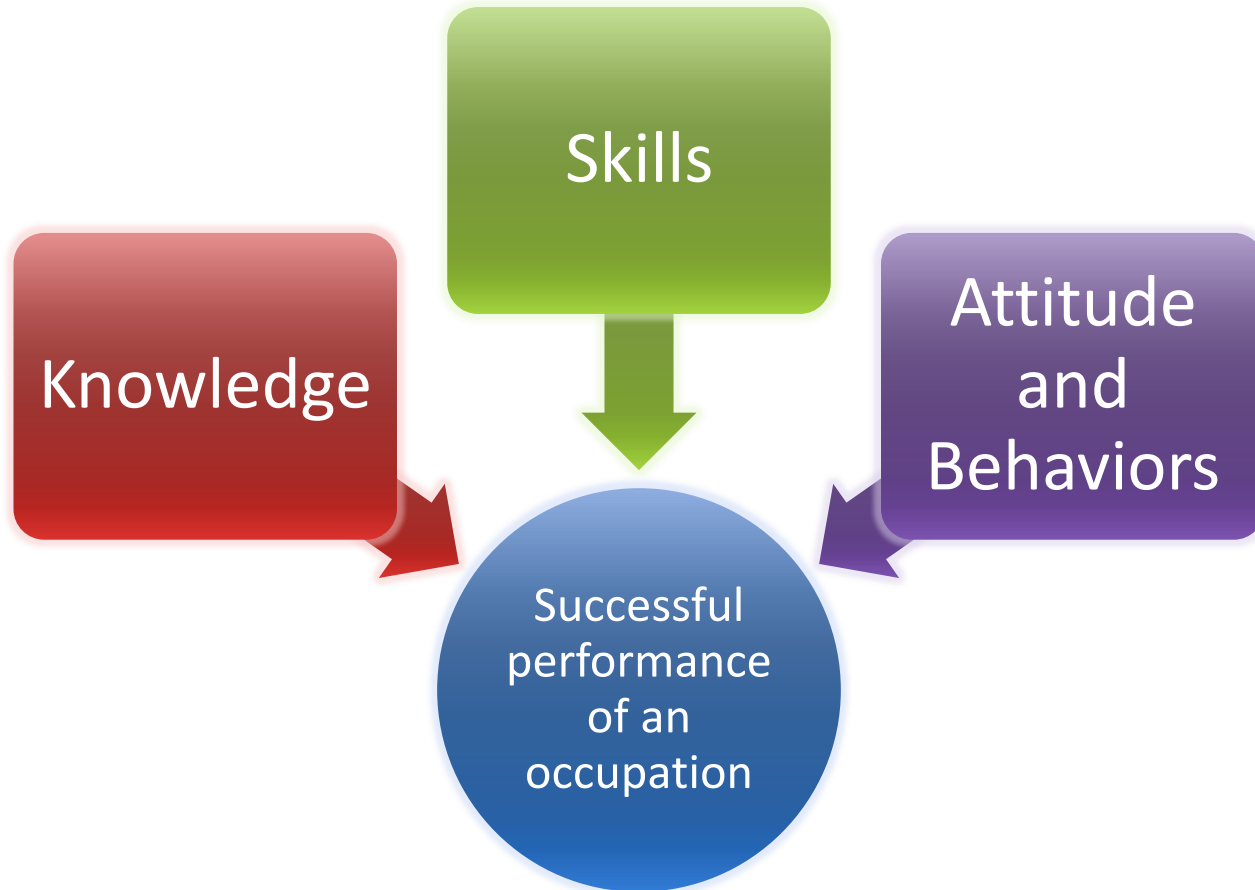 Skills
Knowledge
Attitude
and
Behaviors
Successful
performance
of an
occupation